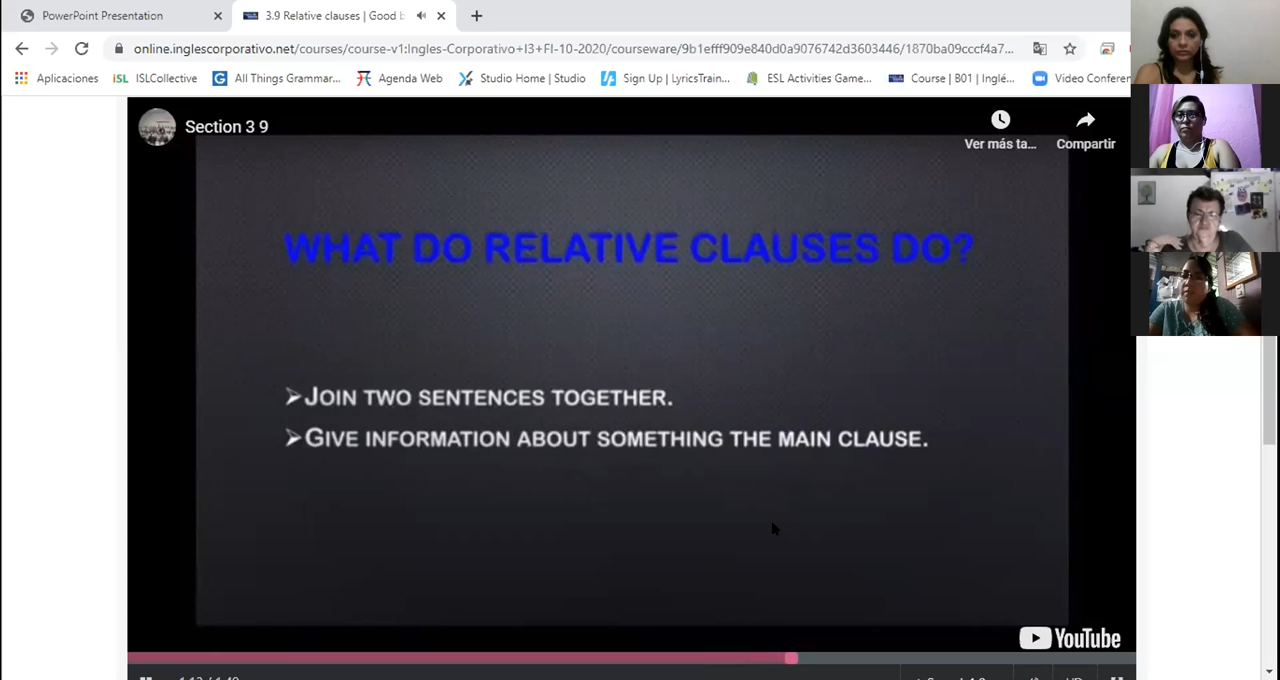 PowerPoint Presentation
3.9 Relative clauses | Good b
online.inglescorporativo.net/courses/course-v1:Ingles-Corporativo+I3+FI-10-2020/courseware/9b1efff909e840d0a9076742d3603446/1870ba09cccf4a7...
Aplicaciones
iSL ISLCollective
G All Things Grammar...
Agenda Web
Studio Home | Studio
Sign Up | LyricsTrain...
ESL Activities Game...
Course | B01 | Inglé...
Video Conferen
Section 3 9
Ver más ta...
Compartir
WHAT DO RELATIVE CLAUSES DO?
➢JOIN TWO SENTENCES TOGETHER.
➢GIVE INFORMATION ABOUT SOMETHING THE MAIN CLAUSE.
YouTube